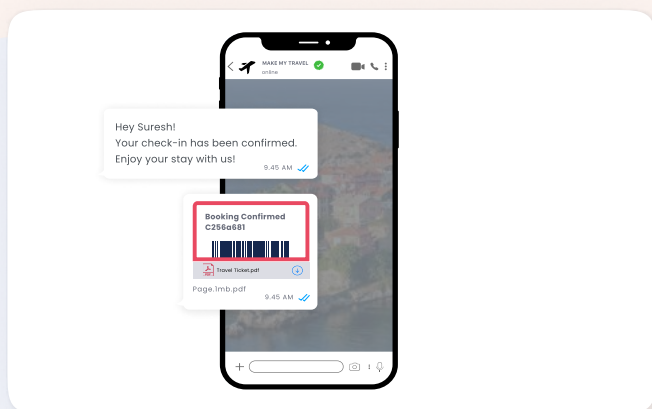 MAKE MY TRAVEL
online
Hey Suresh!
Your check-in has been confirmed.
Enjoy your stay with us!
9.45 AM
Booking Confirmed
C256a681
Travel Ticket.pdf
Page.1mb.pdf
9.45 AM